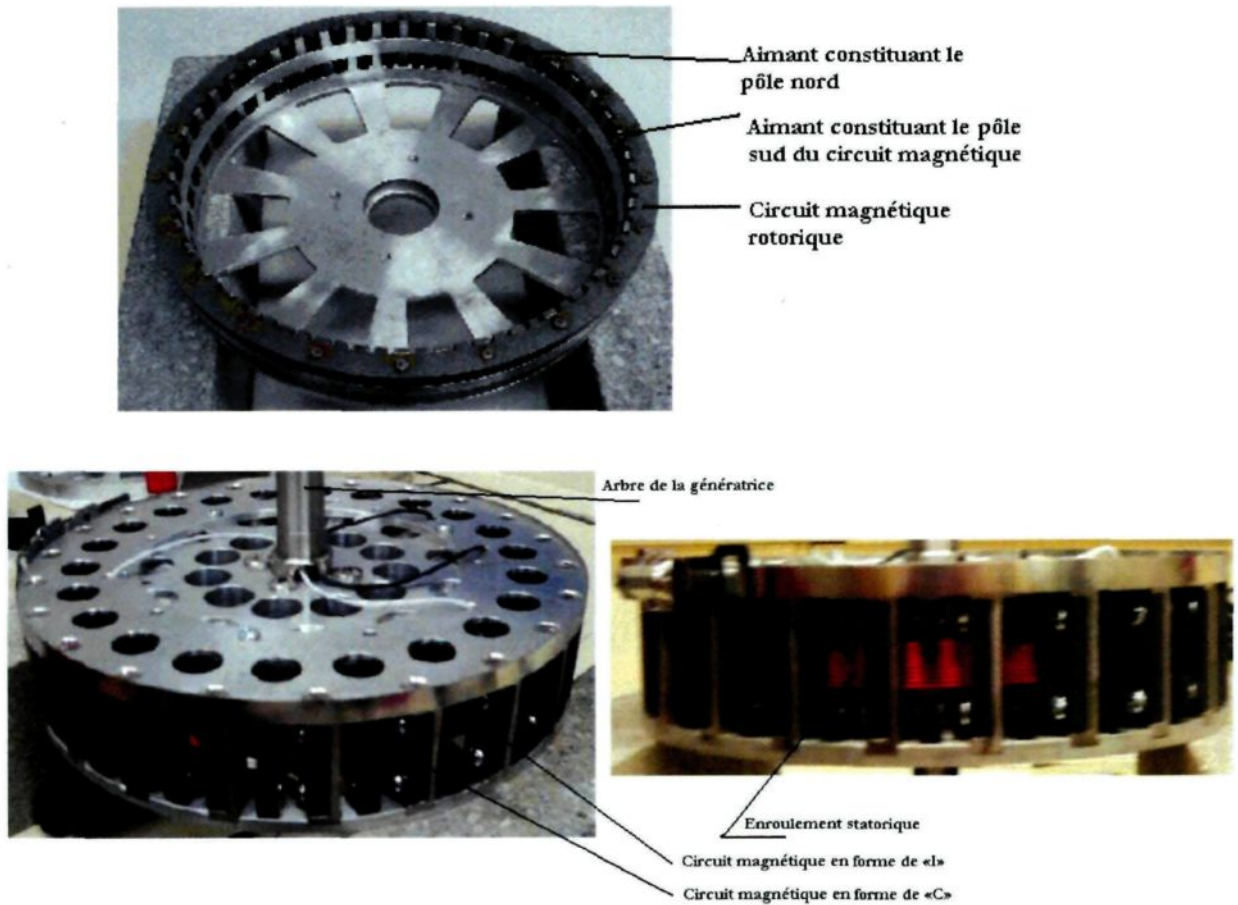 Aimant constituant le
pôle nord
Aimant constituant le pôle
sud du circuit magnétique
Circuit magnétique
rotorique
Arbre de la génératrice
Enroulement statorique
Circuit magnétique en forme de «I»
Circuit magnétique en forme de «C»